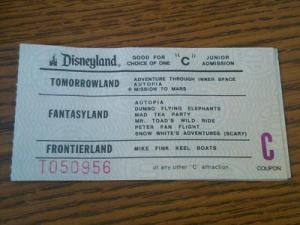 Disneyland GOOD FOR CHOICE OF ONE "C" JUNIOR ADMISSION
TOMORROWLAND
ADVENTURE THROUGH INNER SPACE
AUTOPIA
MISSION TO MARS
FANTASYLAND
AUTOPIA
DUMBO FLYING ELEPHANTS
MAD TEA PARTY
MR. TOAD'S WILD RIDE
PETER PAN FLIGHT
SNOW WHITE'S ADVENTURES (SCARY)
FRONTIERLAND
MIKE FINK KEEL BOATS
T050956
or any other "C" attraction
C
COUPON